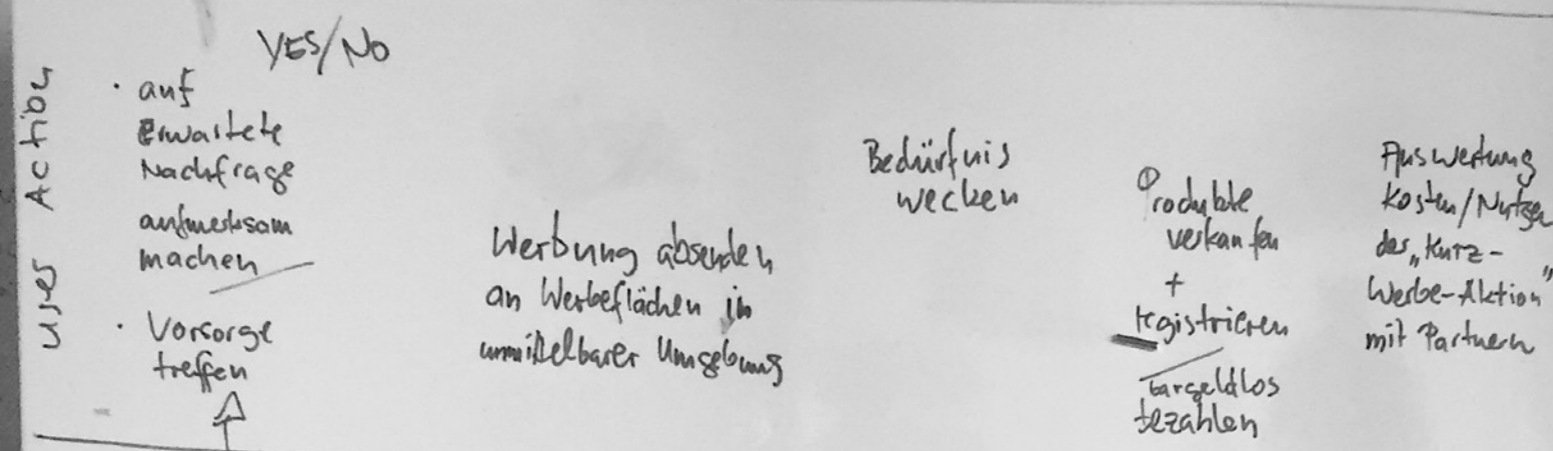 User Action
YES/NO
· auf
Erwartete
Nachfrage
aufmerksam
machen
· Vorsorge
treffen
Werbung absenden
an Werbeflächen in
unmittelbarer Umgebung
Bedürfnis
wecken
Produkte
verkaufen
+
registrieren
bargeldlos
bezahlen
Auswertung
Kosten/Nutzen
der „Kurz-
Werbe-Aktion"
mit Partnern